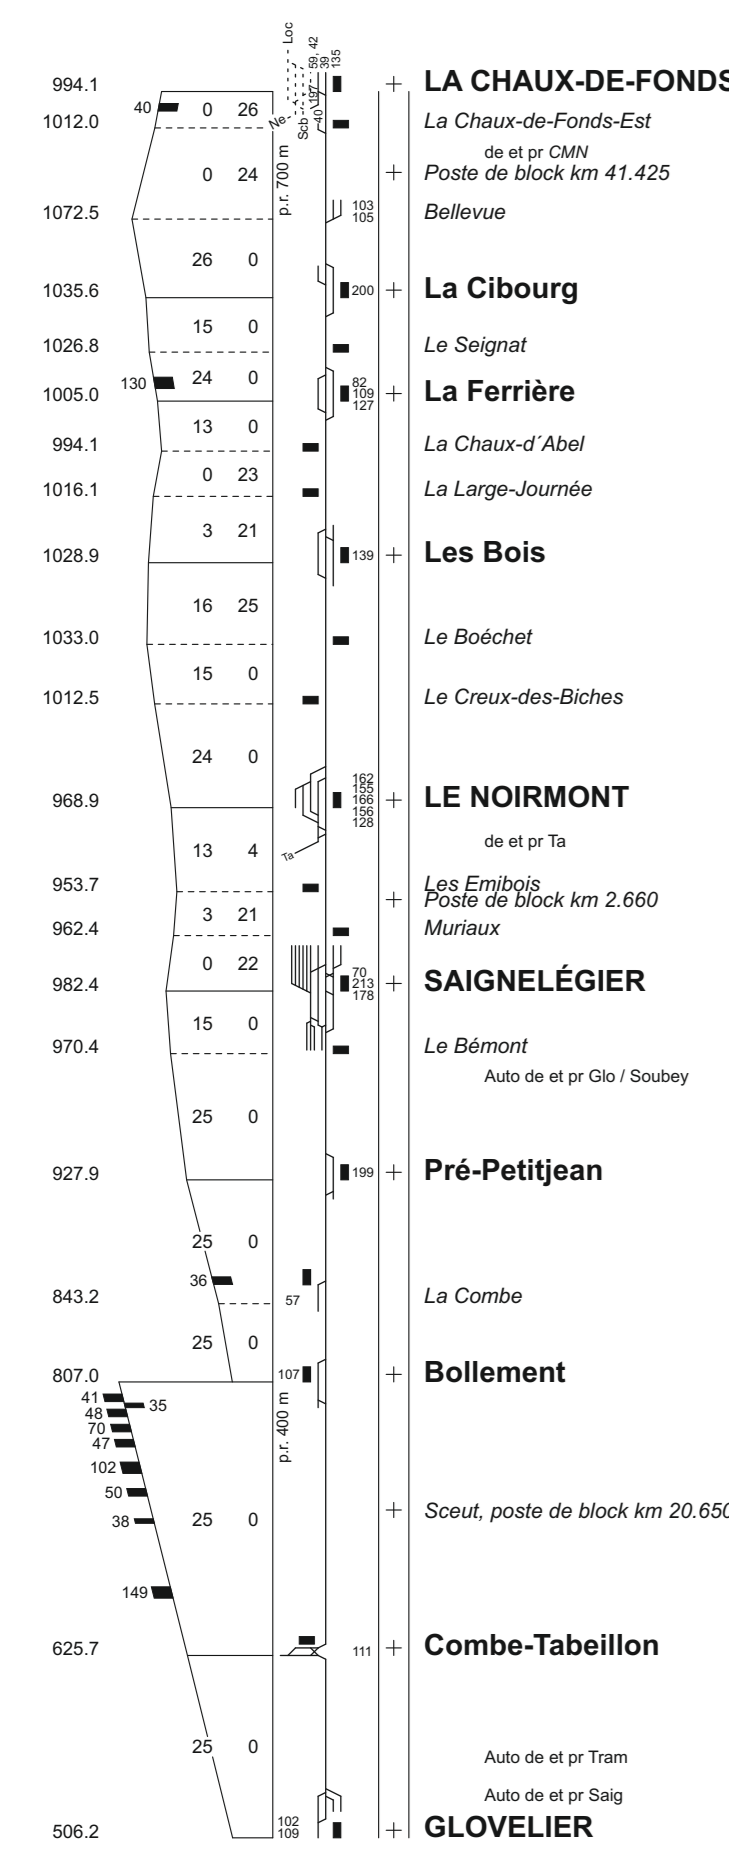 Loc
59, 42
39
135
994.1 + LA CHAUX-DE-FONDS
40 0 26 197
Ne Scb 40
1012.0 La Chaux-de-Fonds-Est
de et pr CMN
0 24 p.r. 700 m + Poste de block km 41.425
103
1072.5 105 Bellevue
26 0
1035.6 200 + La Cibourg
15 0
1026.8 Le Seignat
130 24 0 82
1005.0 109 + La Ferrière
127
13 0
994.1 La Chaux-d´Abel
0 23
1016.1 La Large-Journée
3 21
1028.9 139 + Les Bois
16 25
1033.0 Le Boéchet
15 0
1012.5 Le Creux-des-Biches
24 0
162
155
968.9 166 + LE NOIRMONT
156
128
de et pr Ta
13 4 Ta
953.7 Les Emibois
+ Poste de block km 2.660
3 21
962.4 Muriaux
0 22 70
982.4 213 + SAIGNELÉGIER
178
15 0
970.4 Le Bémont
Auto de et pr Glo / Soubey
25 0
927.9 199 + Pré-Petitjean
25 0
36
843.2 57 La Combe
25 0
807.0 107 + Bollement
41 35
48
70
47 p.r. 400 m
102
50
38 25 0 + Sceut, poste de block km 20.650
149
625.7 111 + Combe-Tabeillon
25 0
Auto de et pr Tram
Auto de et pr Saig
102
506.2 109 + GLOVELIER